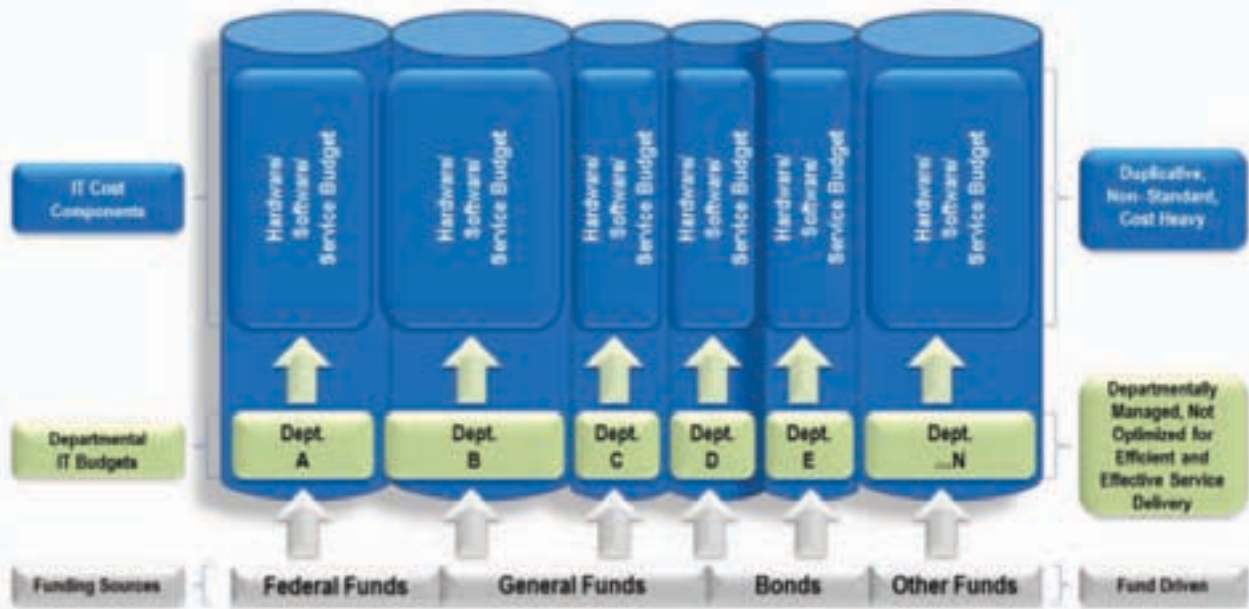 Hardware/
Software/
Service Budget
Hardware/
Software/
Service Budget
Hardware/
Software/
Service Budget
Hardware/
Software/
Service Budget
Hardware/
Software/
Service Budget
Hardware/
Software/
Service Budget
IT Cost
Components
Duplicative,
Non-Standard,
Cost Heavy
Departmental
IT Budgets
Dept.
A
Dept.
B
Dept.
C
Dept.
D
Dept.
E
Dept.
...N
Departmentally
Managed, Not
Optimized for
Efficient and
Effective Service
Delivery
Funding Sources
Federal Funds
General Funds
Bonds
Other Funds
Fund Driven